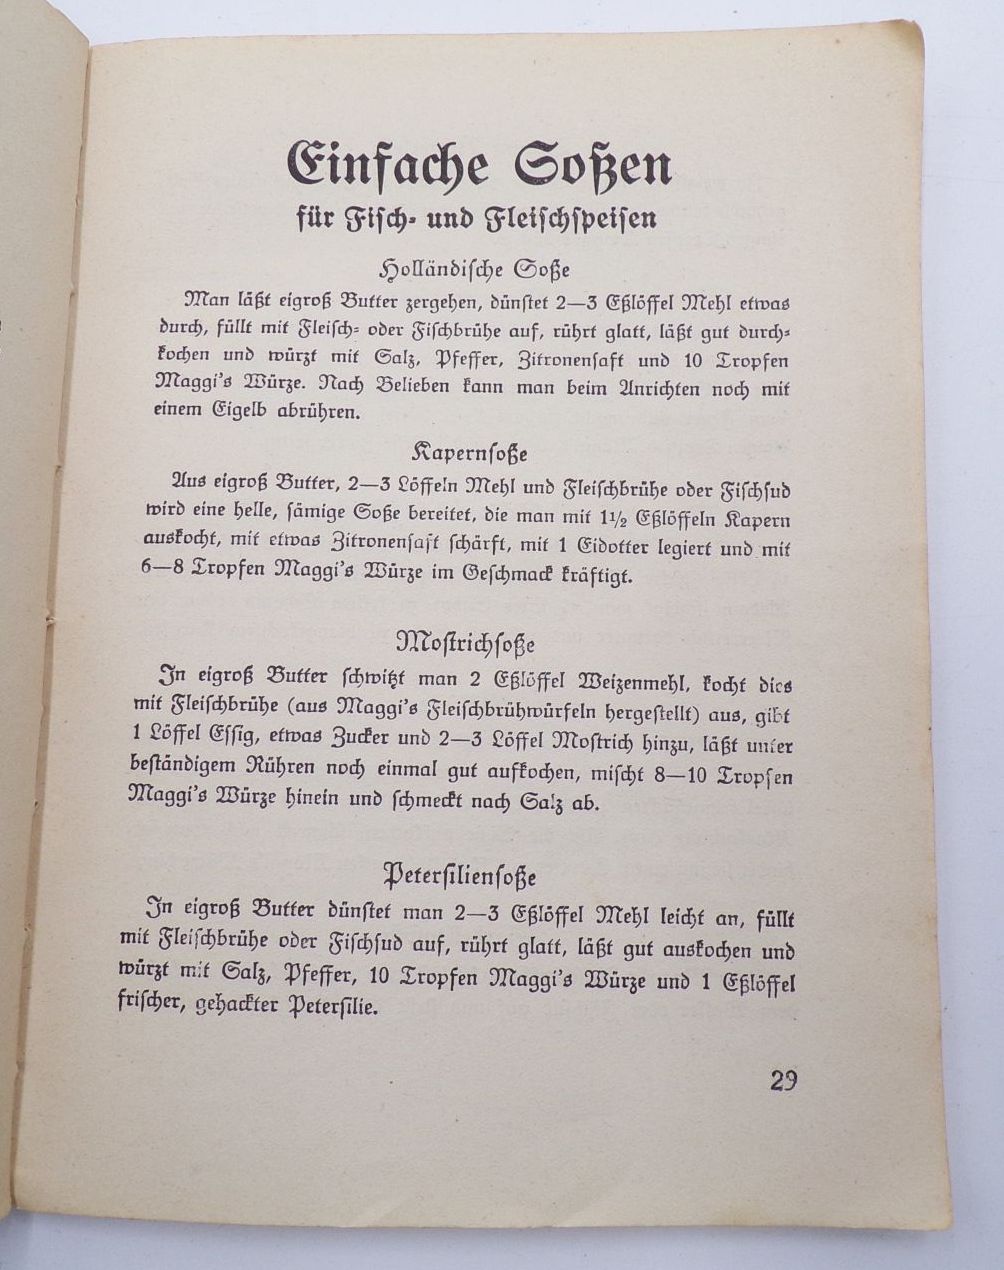 Einfache Soßen
für Fisch- und Fleischspeisen
Holländische Soße
Man läßt eigroß Butter zergehen, dünstet 2—3 Eßlöffel Mehl etwas
durch, füllt mit Fleisch- oder Fischbrühe auf, rührt glatt, läßt gut durch-
kochen und würzt mit Salz, Pfeffer, Zitronensaft und 10 Tropfen
Maggi's Würze. Nach Belieben kann man beim Anrichten noch mit
einem Eigelb abrühren.
Kapernsoße
Aus eigroß Butter, 2—3 Löffeln Mehl und Fleischbrühe oder Fischsud
wird eine helle, sämige Soße bereitet, die man mit 1½ Eßlöffeln Kapern
auskocht, mit etwas Zitronensaft schärft, mit 1 Eidotter legiert und mit
6—8 Tropfen Maggi's Würze im Geschmack kräftigt.
Mostrichsoße
In eigroß Butter schwitzt man 2 Eßlöffel Weizenmehl, kocht dies
mit Fleischbrühe (aus Maggi's Fleischbrühwürfeln hergestellt) aus, gibt
1 Löffel Essig, etwas Zucker und 2—3 Löffel Mostrich hinzu, läßt unter
beständigem Rühren noch einmal gut aufkochen, mischt 8—10 Tropfen
Maggi's Würze hinein und schmeckt nach Salz ab.
Petersiliensoße
In eigroß Butter dünstet man 2—3 Eßlöffel Mehl leicht an, füllt
mit Fleischbrühe oder Fischsud auf, rührt glatt, läßt gut auskochen und
würzt mit Salz, Pfeffer, 10 Tropfen Maggi's Würze und 1 Eßlöffel
frischer, gehackter Petersilie.
29